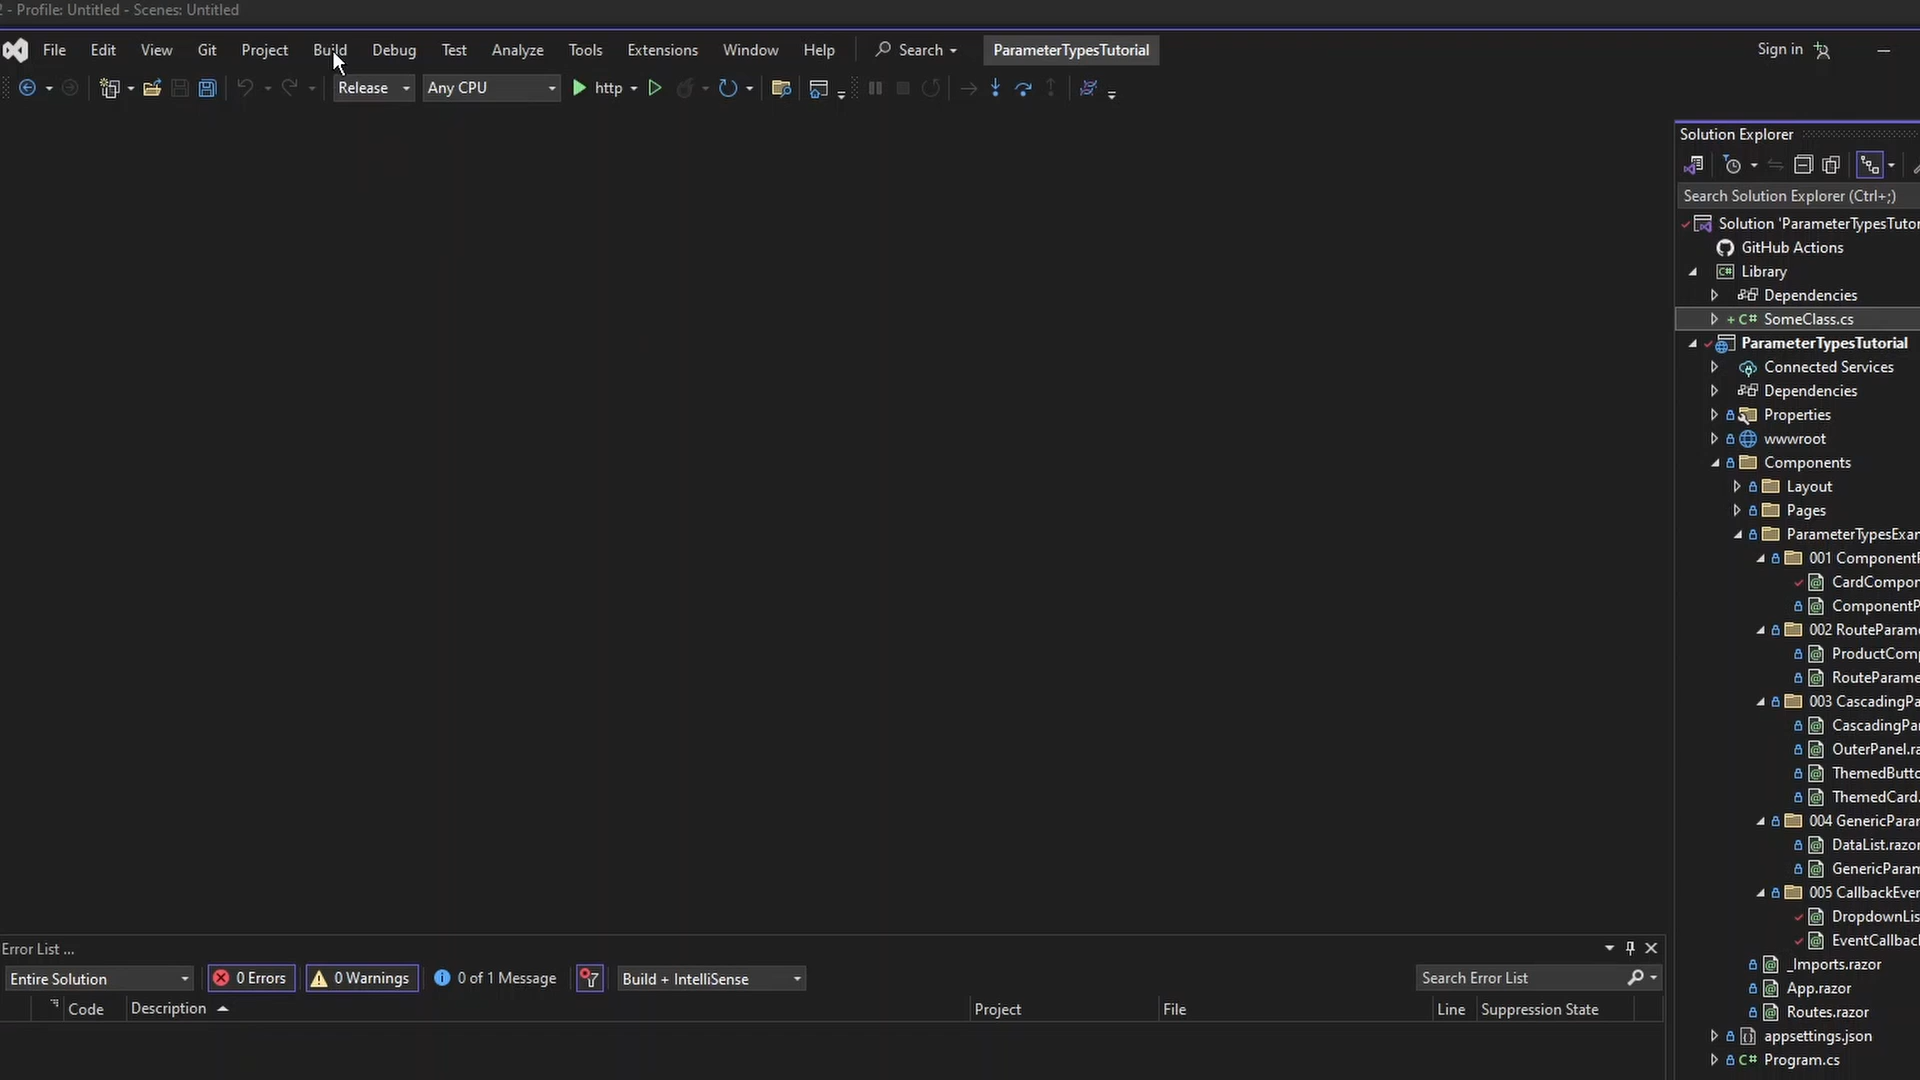 - Profile: Untitled - Scenes: Untitled
File Edit View Git Project Build Debug Test Analyze Tools Extensions Window Help Search ParameterTypesTutorial Sign in
Release Any CPU http
Solution Explorer
Search Solution Explorer (Ctrl+;)
Solution 'ParameterTypesTutor
GitHub Actions
Library
Dependencies
SomeClass.cs
ParameterTypesTutorial
Connected Services
Dependencies
Properties
wwwroot
Components
Layout
Pages
ParameterTypesExar
001 ComponentP
CardCompor
ComponentP
002 RouteParame
ProductComp
RouteParame
003 CascadingPa
CascadingPar
OuterPanel.ra
ThemedButto
ThemedCard.
004 GenericParar
DataList.razor
GenericParam
005 CallbackEver
DropdownLis
EventCallback
_Imports.razor
App.razor
Routes.razor
appsettings.json
Program.cs
Error List ...
Entire Solution 0 Errors 0 Warnings 0 of 1 Message Build + IntelliSense Search Error List
Code Description Project File Line Suppression State